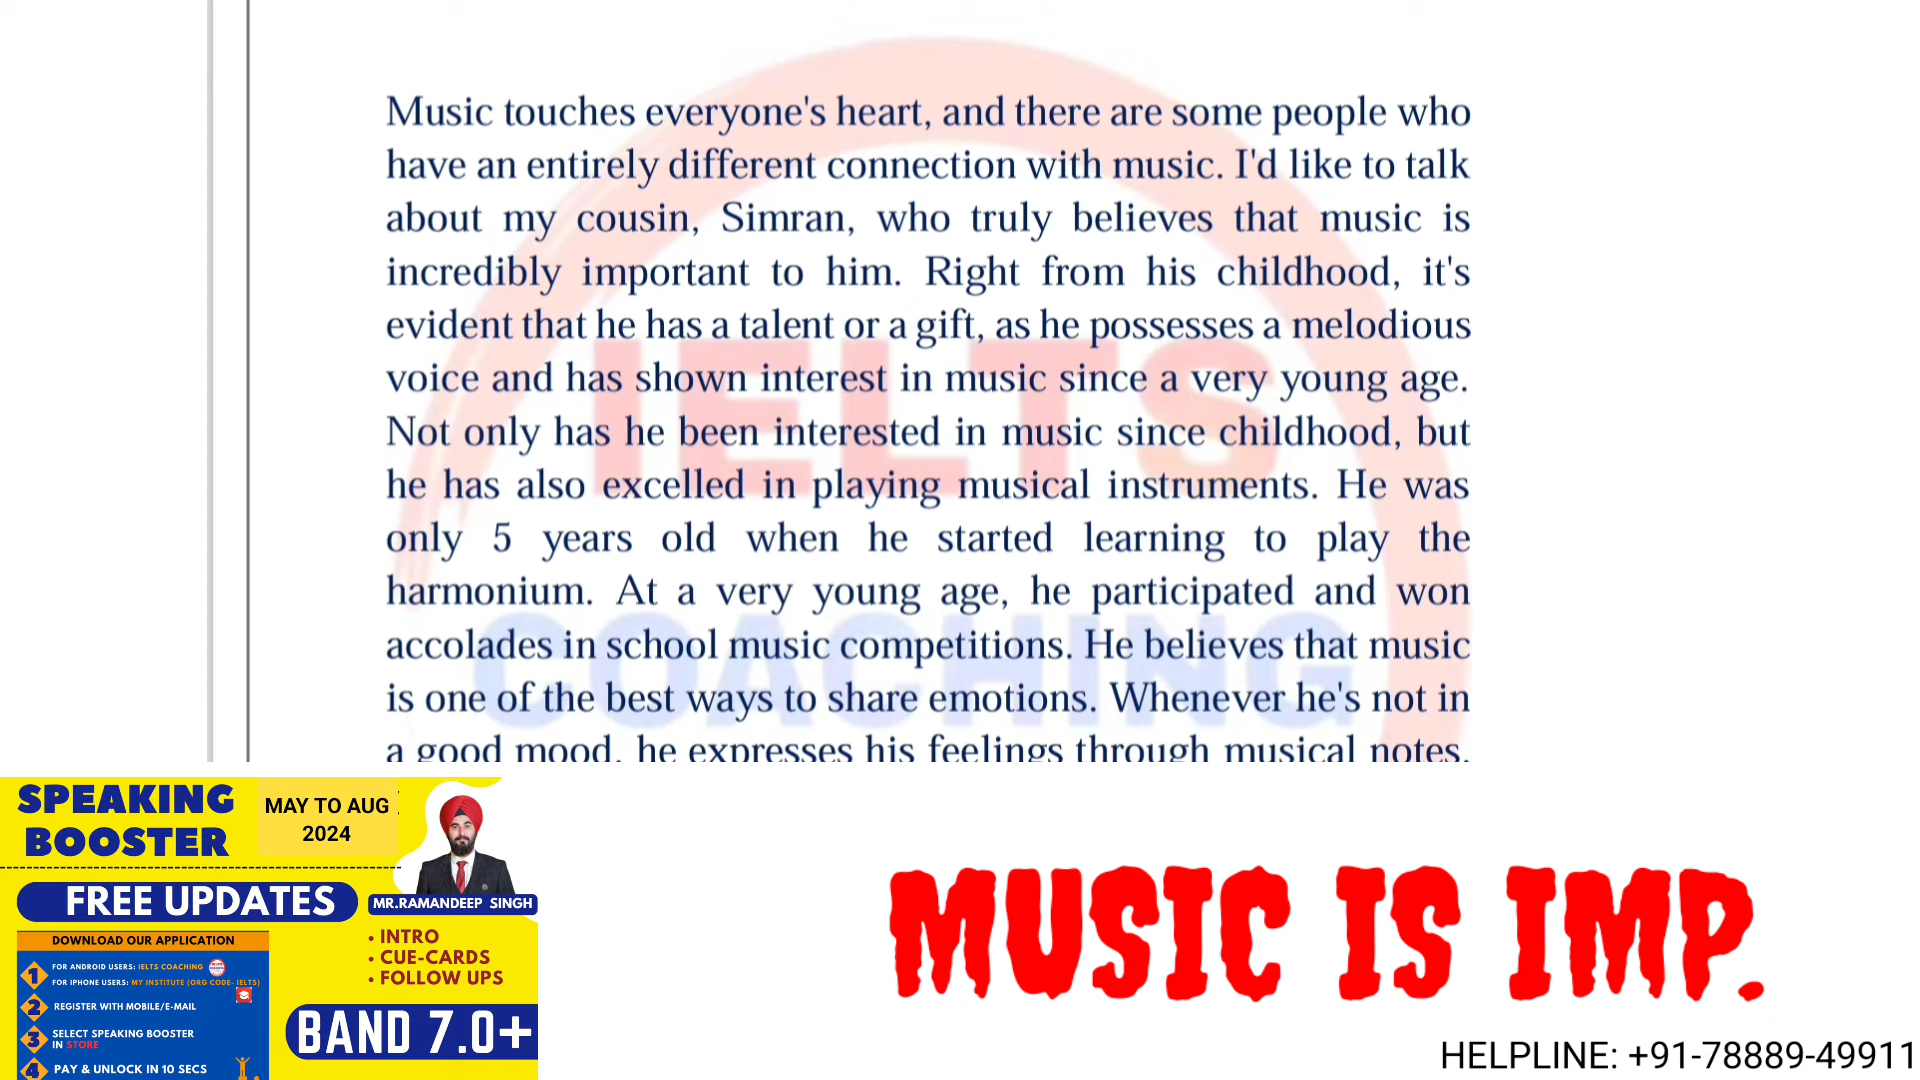 Music touches everyone's heart, and there are some people who
have an entirely different connection with music. I'd like to talk
about my cousin, Simran, who truly believes that music is
incredibly important to him. Right from his childhood, it's
evident that he has a talent or a gift, as he possesses a melodious
voice and has shown interest in music since a very young age.
Not only has he been interested in music since childhood, but
he has also excelled in playing musical instruments. He was
only 5 years old when he started learning to play the
harmonium. At a very young age, he participated and won
accolades in school music competitions. He believes that music
is one of the best ways to share emotions. Whenever he's not in
a good mood, he expresses his feelings through musical notes.
IELTS
COACHING
SPEAKING
BOOSTER
MAY TO AUG
2024
FREE UPDATES
MR.RAMANDEEP SINGH
DOWNLOAD OUR APPLICATION
1 FOR ANDROID USERS: IELTS COACHING
FOR IPHONE USERS: MY INSTITUTE (ORG CODE- IELTS)
2 REGISTER WITH MOBILE/E-MAIL
3 SELECT SPEAKING BOOSTER
IN STORE
4 PAY & UNLOCK IN 10 SECS
• INTRO
• CUE-CARDS
• FOLLOW UPS
BAND 7.0+
MUSIC IS IMP.
HELPLINE: +91-78889-49911